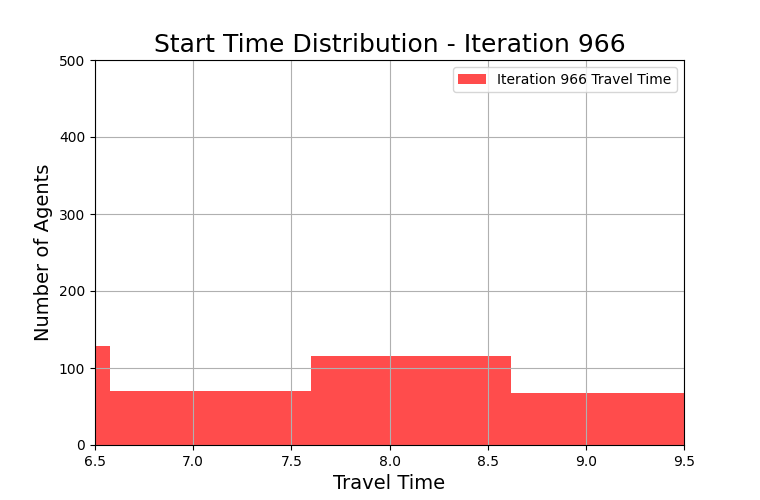 Start Time Distribution - Iteration 966
Iteration 966 Travel Time
Number of Agents
500
400
300
200
100
0
6.5 7.0 7.5 8.0 8.5 9.0 9.5
Travel Time